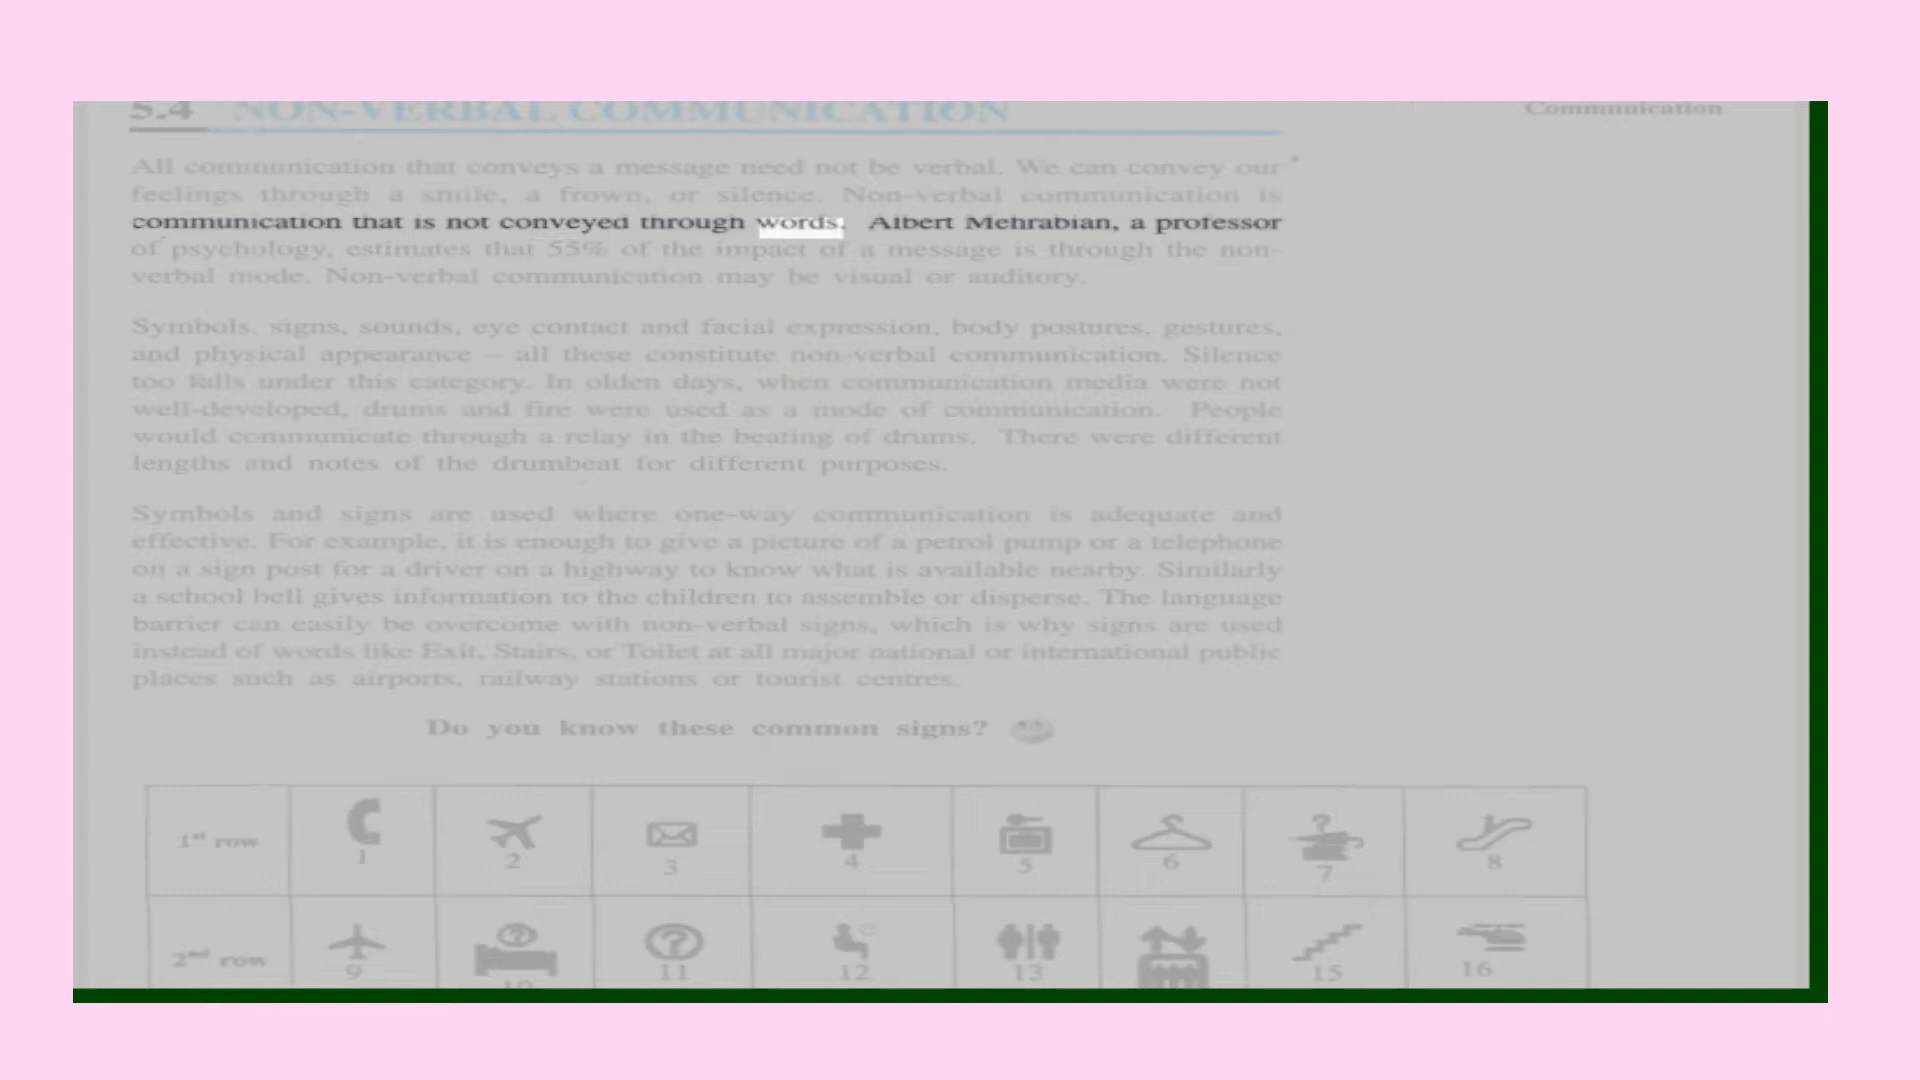 5.4 NON-VERBAL COMMUNICATION
Communication
All communication that conveys a message need not be verbal. We can convey our
feelings through a smile, a frown, or silence. Non-verbal communication is
communication that is not conveyed through words. Albert Mehrabian, a professor
of psychology, estimates that 55% of the impact of a message is through the non-
verbal mode. Non-verbal communication may be visual or auditory.
Symbols, signs, sounds, eye contact and facial expression, body postures, gestures,
and physical appearance – all these constitute non-verbal communication. Silence
too falls under this category. In olden days, when communication media were not
well-developed, drums and fire were used as a mode of communication. People
would communicate through a relay in the beating of drums. There were different
lengths and notes of the drumbeat for different purposes.
Symbols and signs are used where one-way communication is adequate and
effective. For example, it is enough to give a picture of a petrol pump or a telephone
on a sign post for a driver on a highway to know what is available nearby. Similarly
a school bell gives information to the children to assemble or disperse. The language
barrier can easily be overcome with non-verbal signs, which is why signs are used
instead of words like Exit, Stairs, or Toilet at all major national or international public
places such as airports, railway stations or tourist centres.
Do you know these common signs?
1st row 1 2 3 4 5 6 7 8
2nd row 9 10 11 12 13 15 16